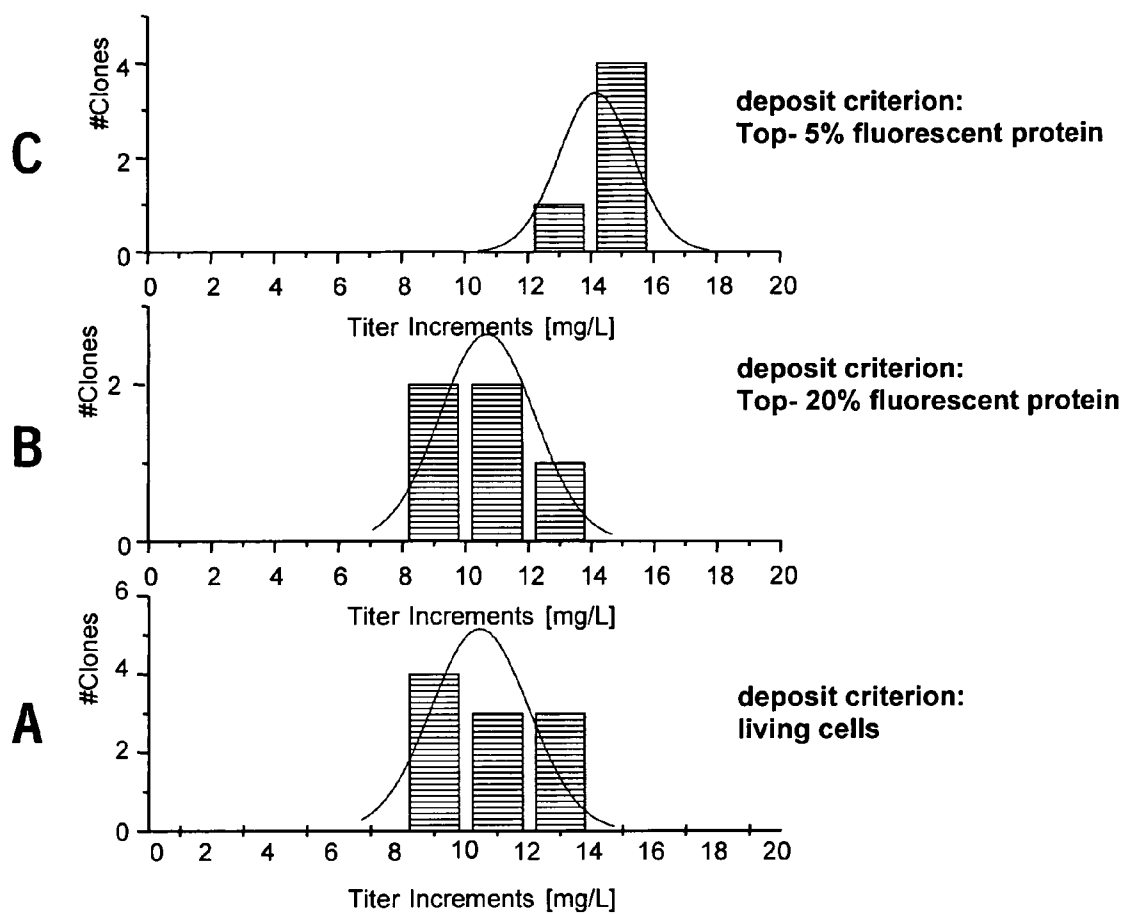 C
#Clones
4
2
0
0 2 4 6 8 10 12 14 16 18 20
Titer Increments [mg/L]
deposit criterion:
Top- 5% fluorescent protein
B
#Clones
2
0
0 2 4 6 8 10 12 14 16 18 20
Titer Increments [mg/L]
deposit criterion:
Top- 20% fluorescent protein
A
#Clones
6
4
2
0
0 2 4 6 8 10 12 14 16 18 20
Titer Increments [mg/L]
deposit criterion:
living cells